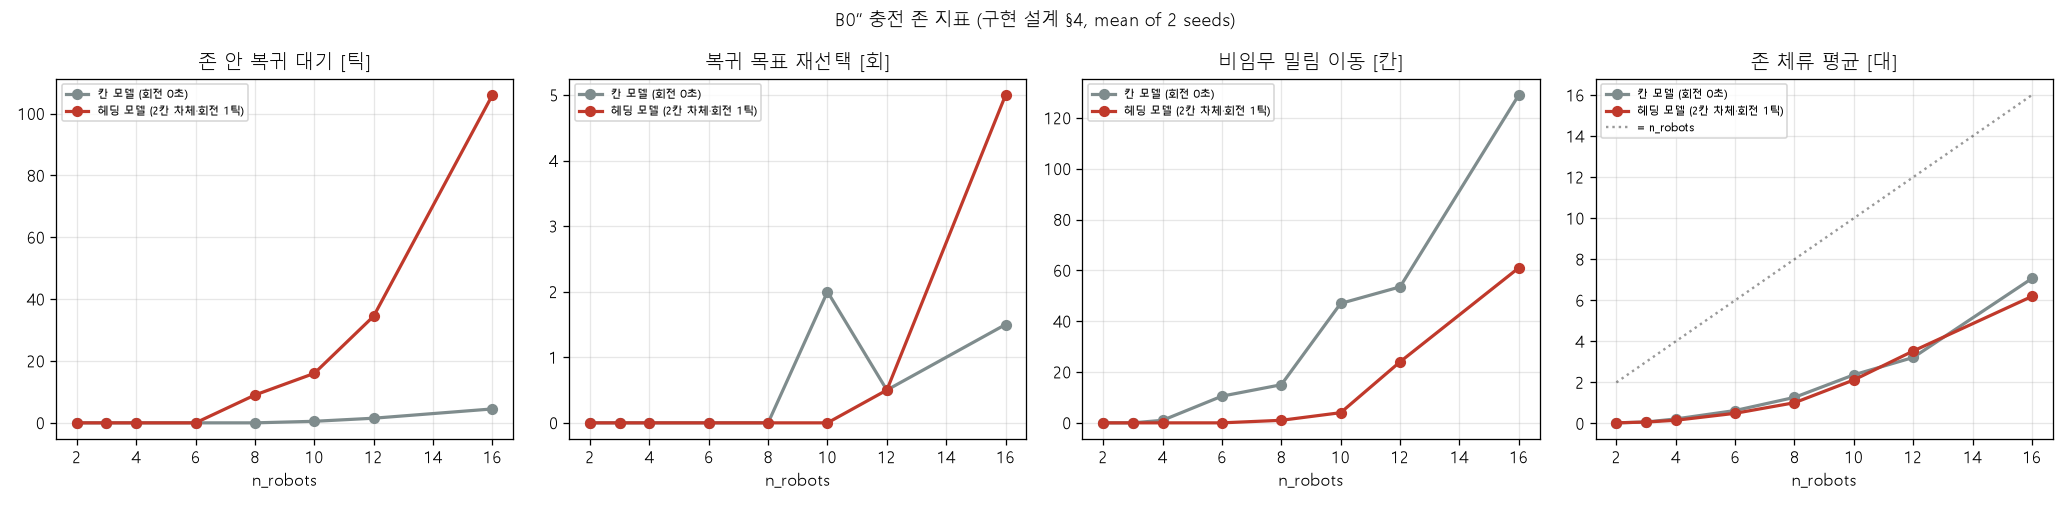 B0″ 충전 존 지표 (구현 설계 §4, mean of 2 seeds)
존 안 복귀 대기 [틱]
칸 모델 (회전 0초)
헤딩 모델 (2칸 차체·회전 1틱)
100
80
60
40
20
0
2 4 6 8 10 12 14 16
n_robots
복귀 목표 재선택 [회]
칸 모델 (회전 0초)
헤딩 모델 (2칸 차체·회전 1틱)
5
4
3
2
1
0
2 4 6 8 10 12 14 16
n_robots
비임무 밀림 이동 [칸]
칸 모델 (회전 0초)
헤딩 모델 (2칸 차체·회전 1틱)
120
100
80
60
40
20
0
2 4 6 8 10 12 14 16
n_robots
존 체류 평균 [대]
칸 모델 (회전 0초)
헤딩 모델 (2칸 차체·회전 1틱)
= n_robots
16
14
12
10
8
6
4
2
0
2 4 6 8 10 12 14 16
n_robots